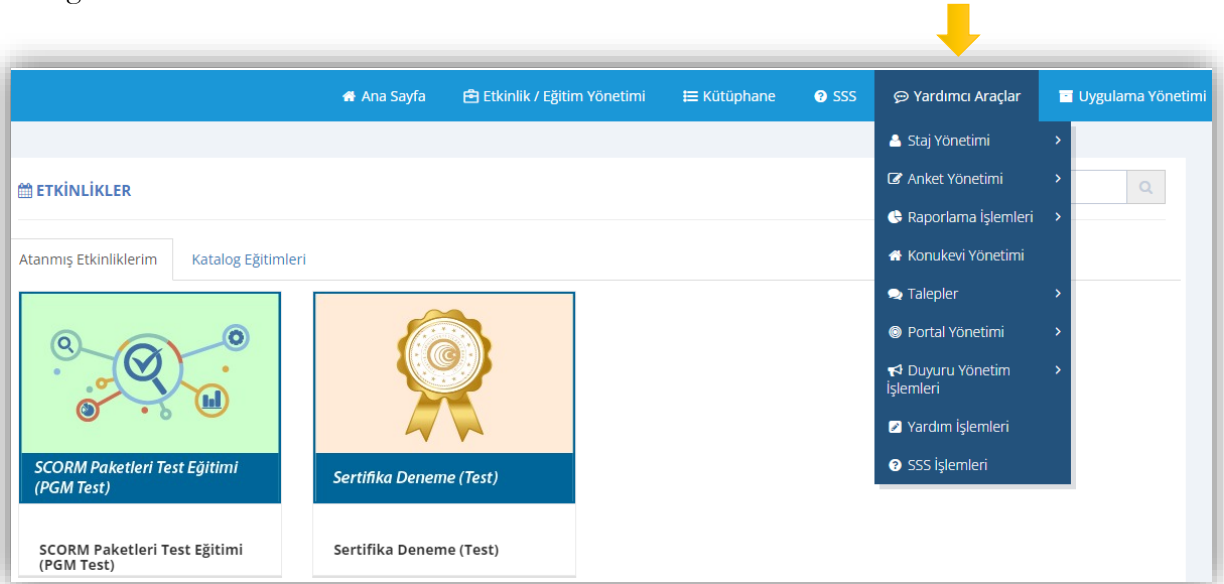 Ana Sayfa
Etkinlik / Eğitim Yönetimi
Kütüphane
SSS
Yardımcı Araçlar
Uygulama Yönetimi
Staj Yönetimi
Anket Yönetimi
Raporlama İşlemleri
Konukevi Yönetimi
Talepler
Portal Yönetimi
Duyuru Yönetim
İşlemleri
Yardım İşlemleri
SSS İşlemleri
ETKİNLİKLER
Atanmış Etkinliklerim
Katalog Eğitimleri
SCORM Paketleri Test Eğitimi
(PGM Test)
SCORM Paketleri Test Eğitimi
(PGM Test)
Sertifika Deneme (Test)
Sertifika Deneme (Test)